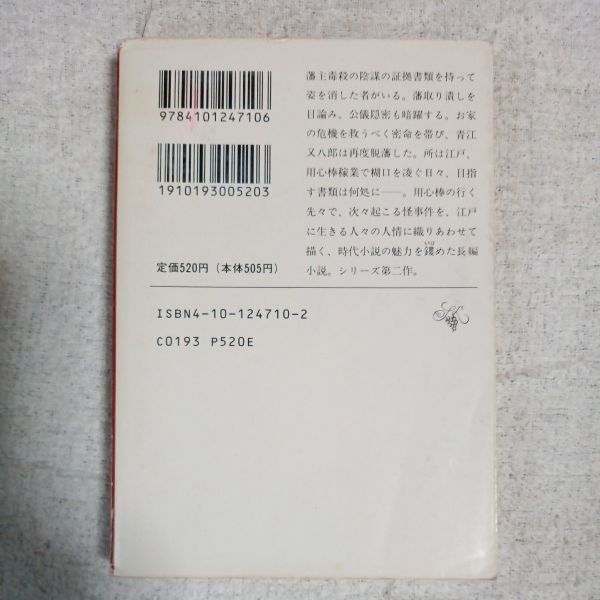 9784101247106
1910193005203
定価520円（本体505円）
藩主毒殺の陰謀の証拠書類を持って
姿を消した者がいる。藩取り潰しを
目論み、公儀隠密も暗躍する。お家
の危機を救うべく密命を帯び、青江
又八郎は再度脱藩した。所は江戸、
用心棒稼業で糊口を凌ぐ日々、目指
す書類は何処に――。用心棒の行く
先々で、次々起こる怪事件を、江戸
に生きる人々の人情に織りあわせて
描く、時代小説の魅力を鏤めた長編
小説。シリーズ第二作。
ISBN4-10-124710-2
C0193 P520E